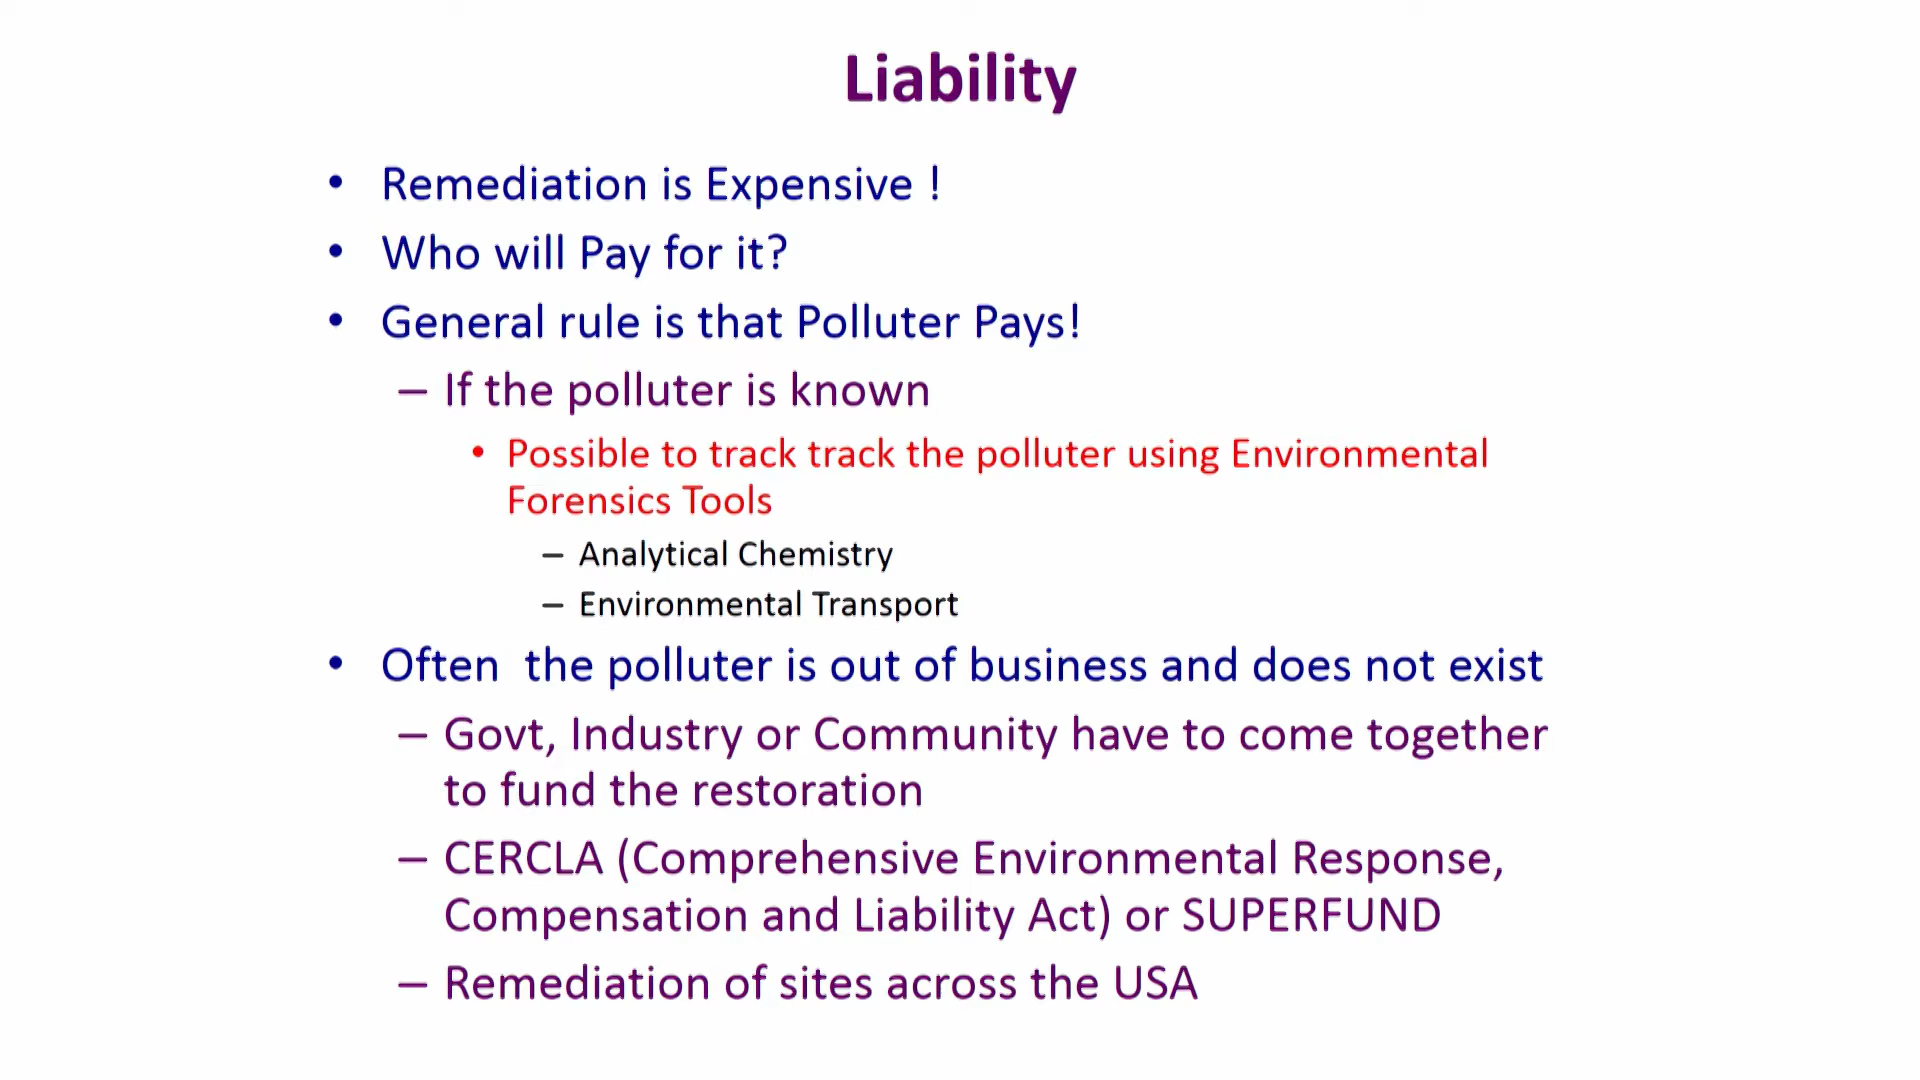 Liability
• Remediation is Expensive !
• Who will Pay for it?
• General rule is that Polluter Pays!
– If the polluter is known
• Possible to track track the polluter using Environmental
Forensics Tools
– Analytical Chemistry
– Environmental Transport
• Often  the polluter is out of business and does not exist
– Govt, Industry or Community have to come together
to fund the restoration
– CERCLA (Comprehensive Environmental Response,
Compensation and Liability Act) or SUPERFUND
– Remediation of sites across the USA